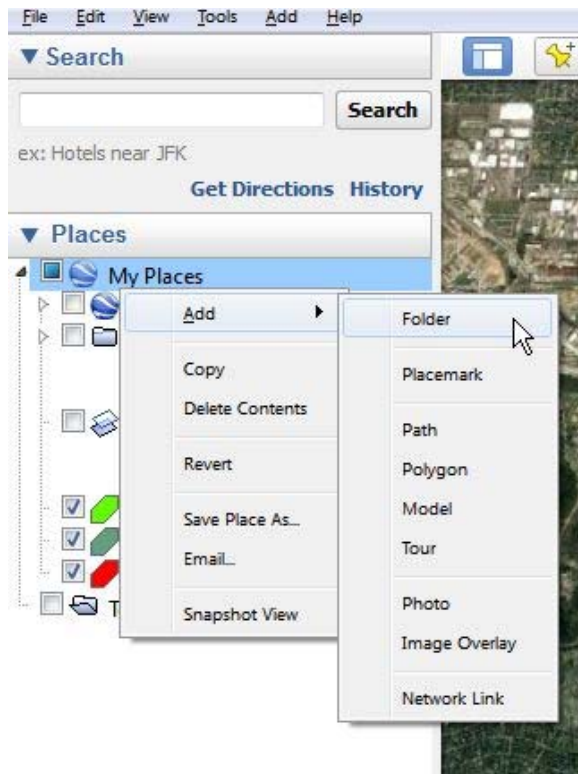 File Edit View Tools Add Help
Search
Search
ex: Hotels near JFK
Get Directions History
Places
My Places
Add
Copy
Delete Contents
Revert
Save Place As...
Email...
Snapshot View
T
Folder
Placemark
Path
Polygon
Model
Tour
Photo
Image Overlay
Network Link